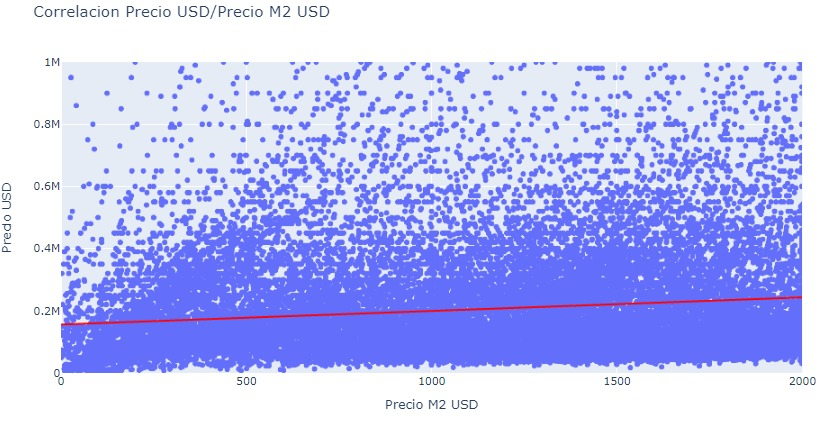 Correlacion Precio USD/Precio M2 USD
1M
0.8M
0.6M
0.4M
0.2M
0
Precio USD
0
500
1000
1500
2000
Precio M2 USD